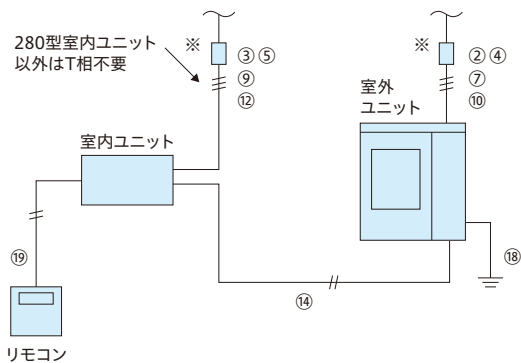 280型室内ユニット
以外はT相不要
※
③⑤
⑨
⑫
※
②④
⑦
⑩
室外
ユニット
室内ユニット
⑲
⑱
⑭
リモコン